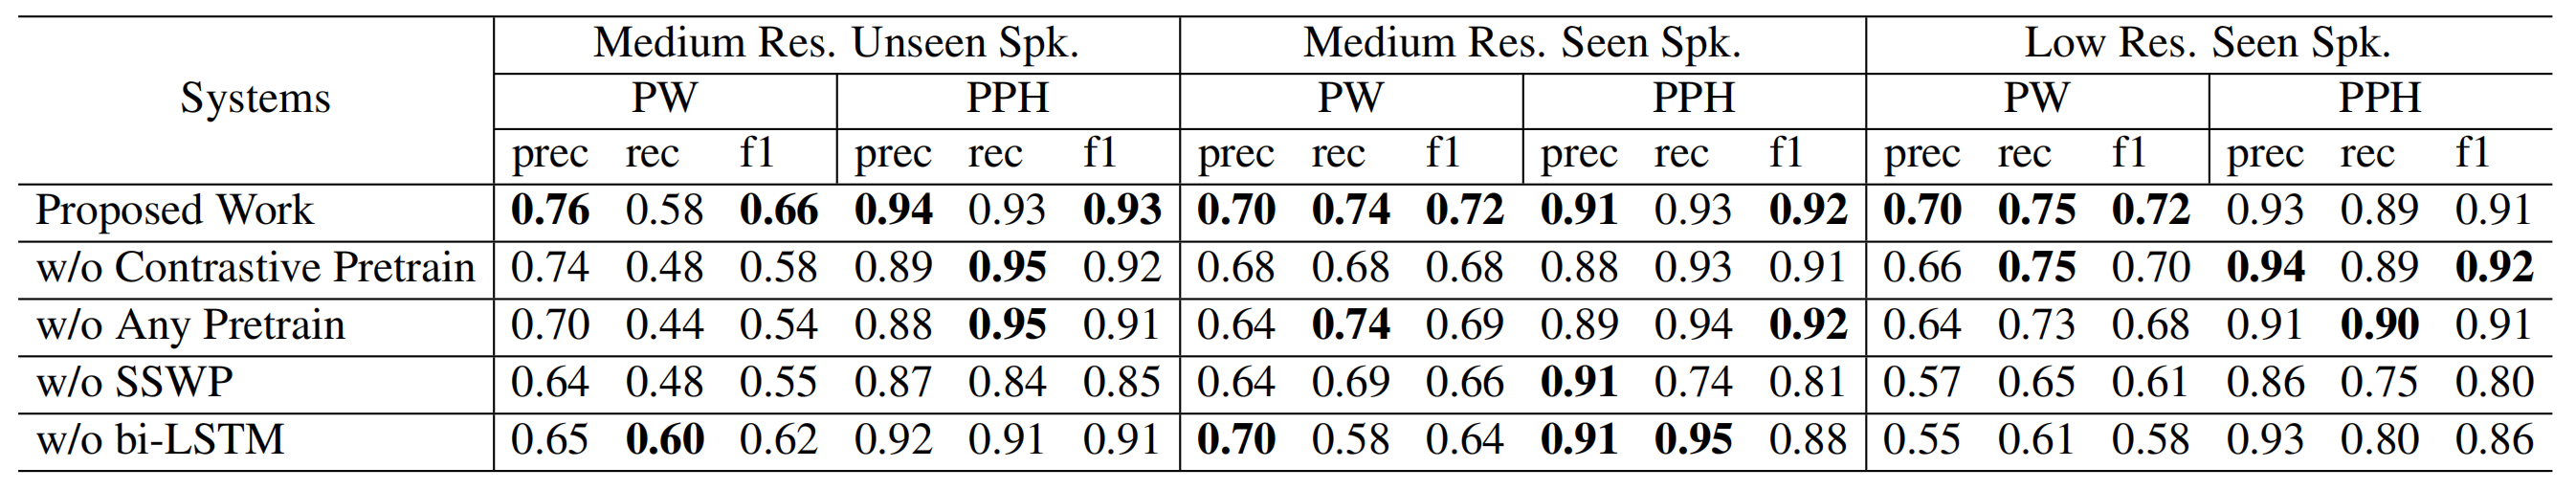 Systems Medium Res. Unseen Spk. Medium Res. Seen Spk. Low Res. Seen Spk.
PW PPH PW PPH PW PPH
prec rec f1 prec rec f1 prec rec f1 prec rec f1 prec rec f1 prec rec f1
Proposed Work 0.76 0.58 0.66 0.94 0.93 0.93 0.70 0.74 0.72 0.91 0.93 0.92 0.70 0.75 0.72 0.93 0.89 0.91
w/o Contrastive Pretrain 0.74 0.48 0.58 0.89 0.95 0.92 0.68 0.68 0.68 0.88 0.93 0.91 0.66 0.75 0.70 0.94 0.89 0.92
w/o Any Pretrain 0.70 0.44 0.54 0.88 0.95 0.91 0.64 0.74 0.69 0.89 0.94 0.92 0.64 0.73 0.68 0.91 0.90 0.91
w/o SSWP 0.64 0.48 0.55 0.87 0.84 0.85 0.64 0.69 0.66 0.91 0.74 0.81 0.57 0.65 0.61 0.86 0.75 0.80
w/o bi-LSTM 0.65 0.60 0.62 0.92 0.91 0.91 0.70 0.58 0.64 0.91 0.95 0.88 0.55 0.61 0.58 0.93 0.80 0.86